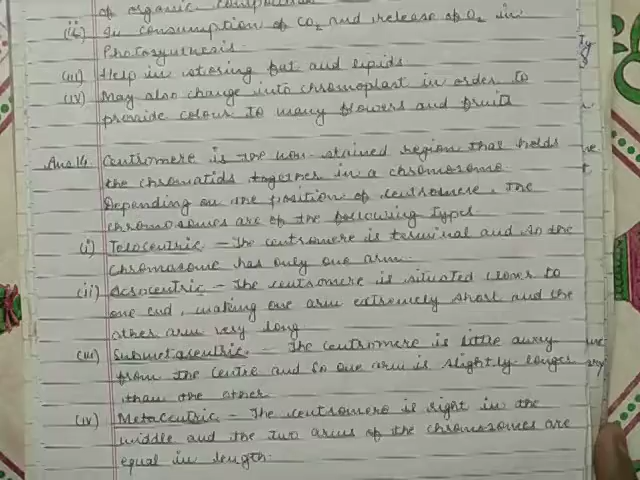 of organic compounds
(ii) In consumption of CO2 and release of O2 in
Photosynthesis.
(iii) Help in storing fat and lipids
(iv) May also change into chromoplast in order to
provide colour to many flowers and fruits
Ans 16. Centromere is the non-stained region that holds
the chromatids together in a chromosome.
Depending on the position of centromere, the
chromosomes are of the following types
(i) Telocentric – The centromere is terminal and so the
chromosome has only one arm.
(ii) Acrocentric – The centromere is situated closer to
one end, making one arm extremely short and the
other arm very long
(iii) Submetacentric – The centromere is little away
from the centre and so one arm is slightly longer
than the other
(iv) Metacentric – The centromere is right in the
middle and the two arms of the chromosomes are
equal in length.